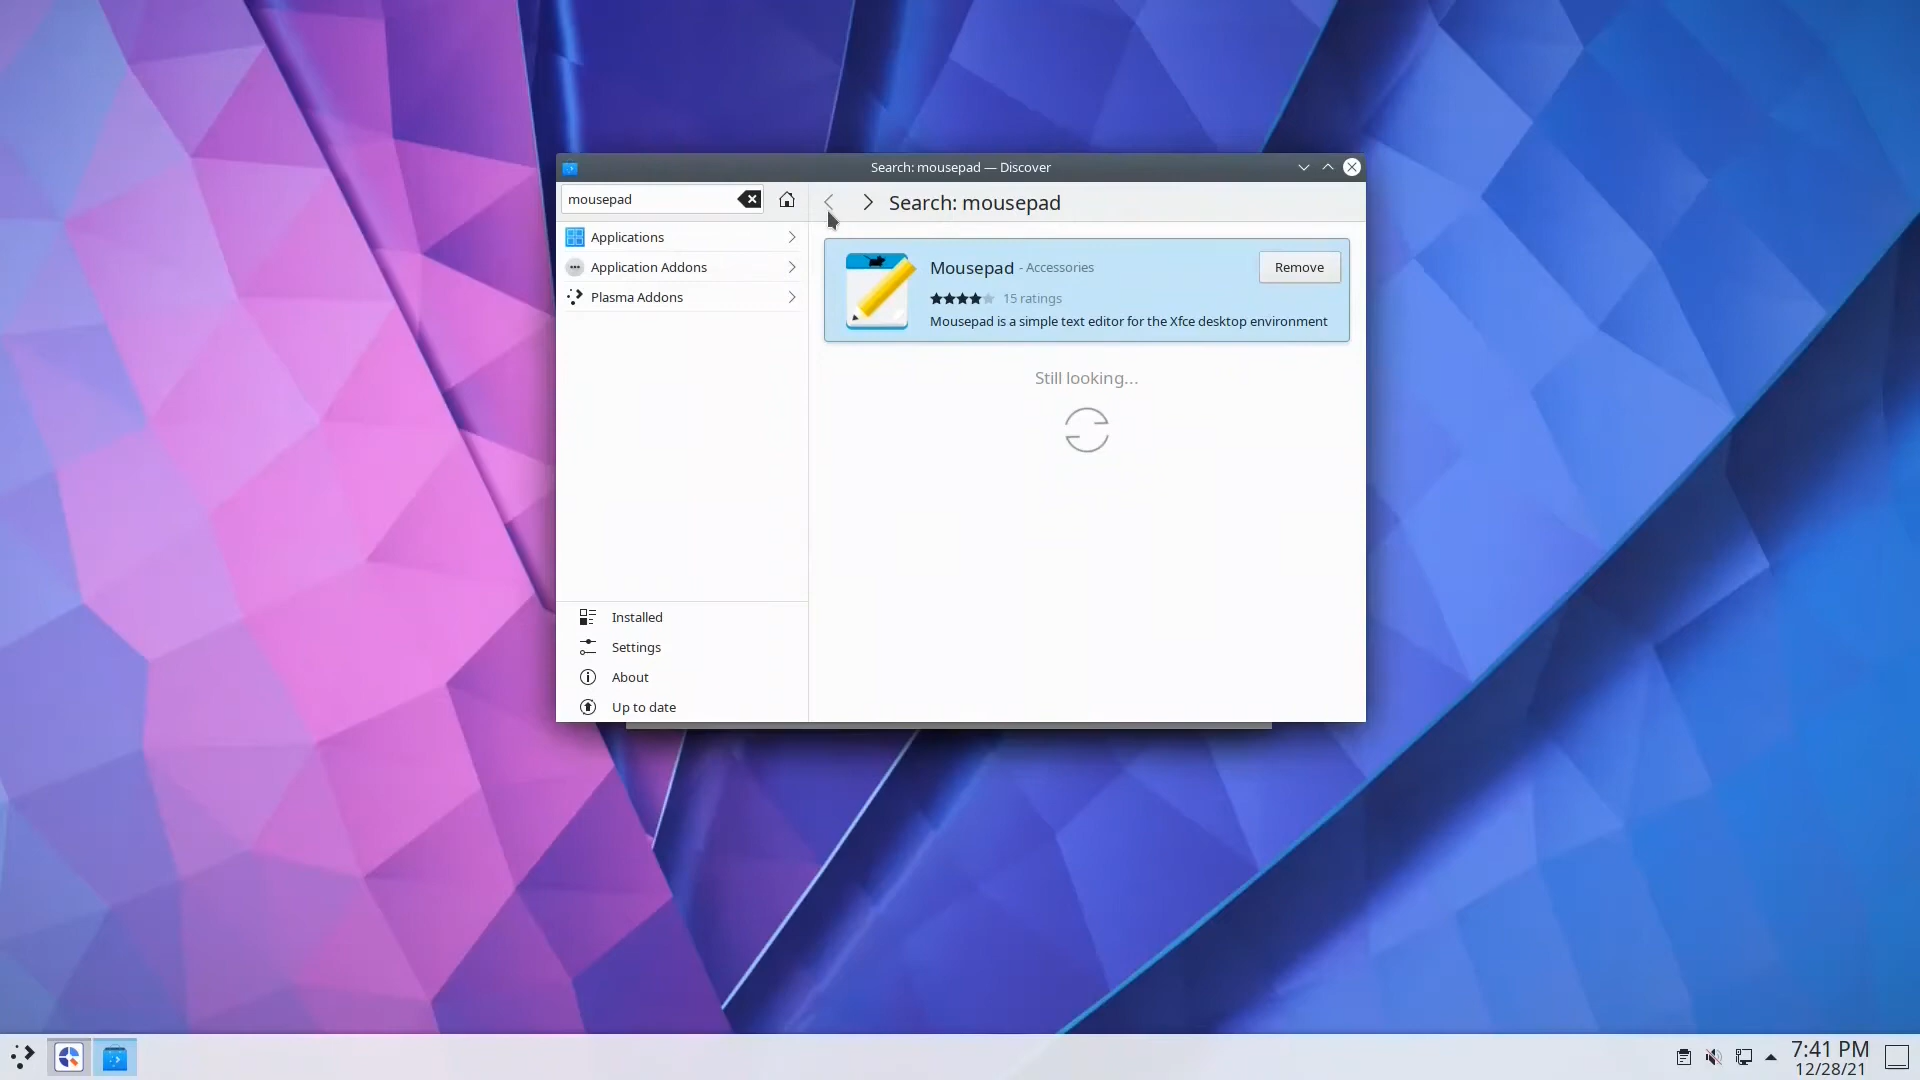 Search: mousepad — Discover
mousepad
Search: mousepad
Applications
Application Addons
Plasma Addons
Mousepad - Accessories
Remove
15 ratings
Mousepad is a simple text editor for the Xfce desktop environment
Still looking...
Installed
Settings
About
Up to date
7:41 PM
12/28/21